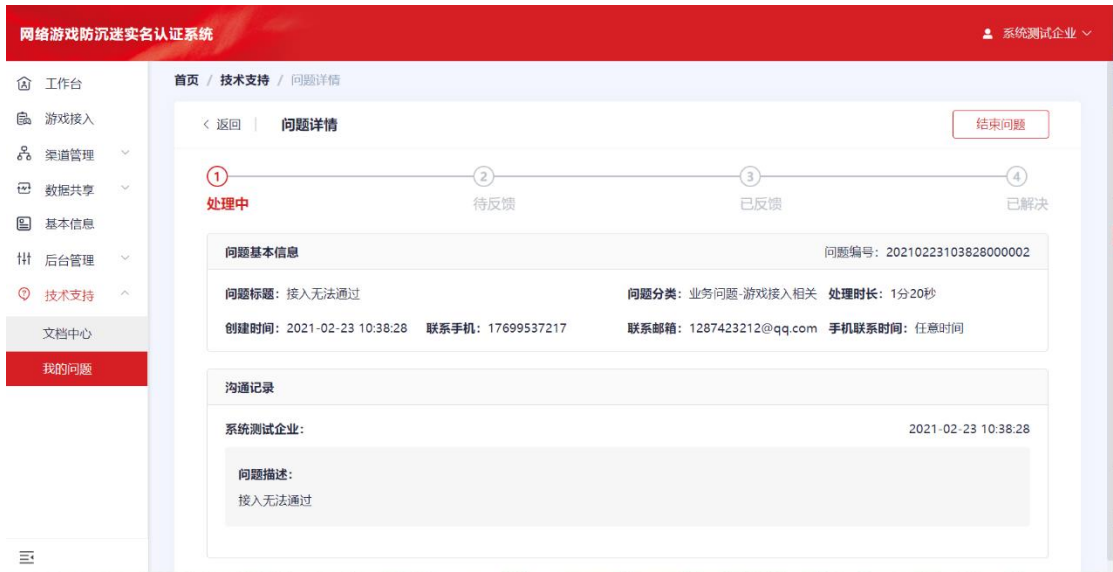 网络游戏防沉迷实名认证系统
系统测试企业
工作台
游戏接入
渠道管理
数据共享
基本信息
后台管理
技术支持
文档中心
我的问题
首页 / 技术支持 / 问题详情
返回 问题详情 结束问题
1 2 3 4
处理中 待反馈 已反馈 已解决
问题基本信息 问题编号：20210223103828000002
问题标题：接入无法通过 问题分类：业务问题-游戏接入相关 处理时长：1分20秒
创建时间：2021-02-23 10:38:28 联系手机：17699537217 联系邮箱：1287423212@qq.com 手机联系时间：任意时间
沟通记录
系统测试企业： 2021-02-23 10:38:28
问题描述：
接入无法通过